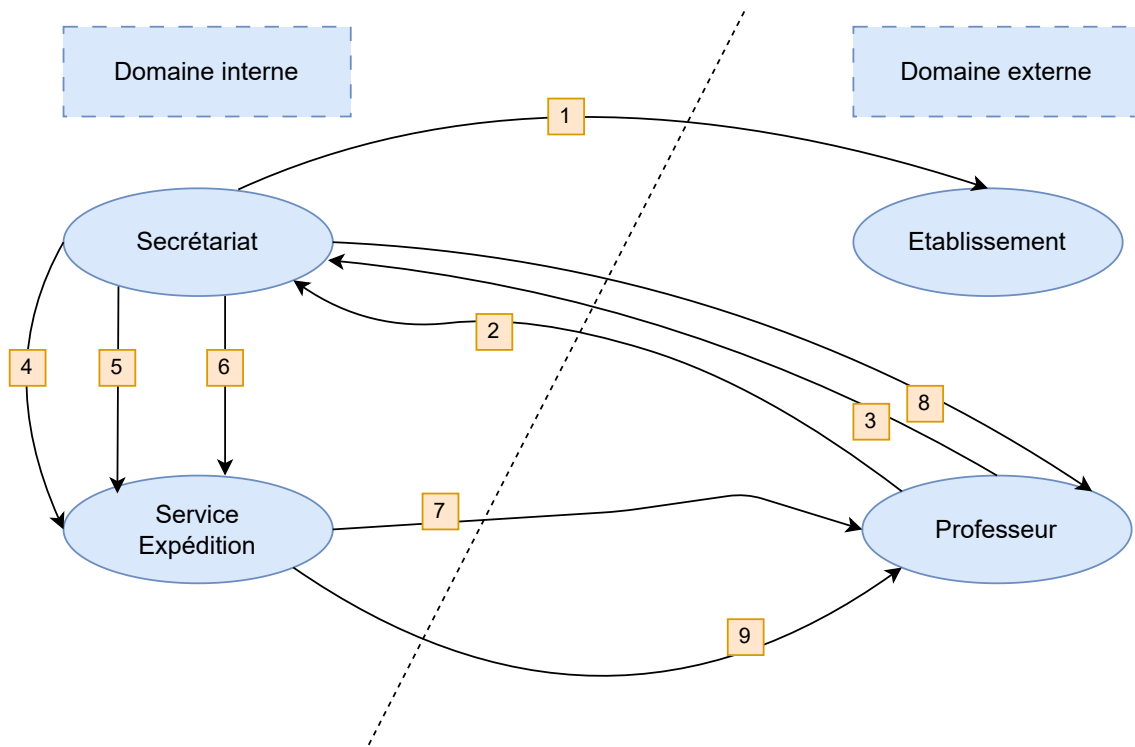 Domaine interne
Domaine externe
1
Secrétariat
Etablissement
2
4
5
6
8
3
7
Service
Expédition
Professeur
9